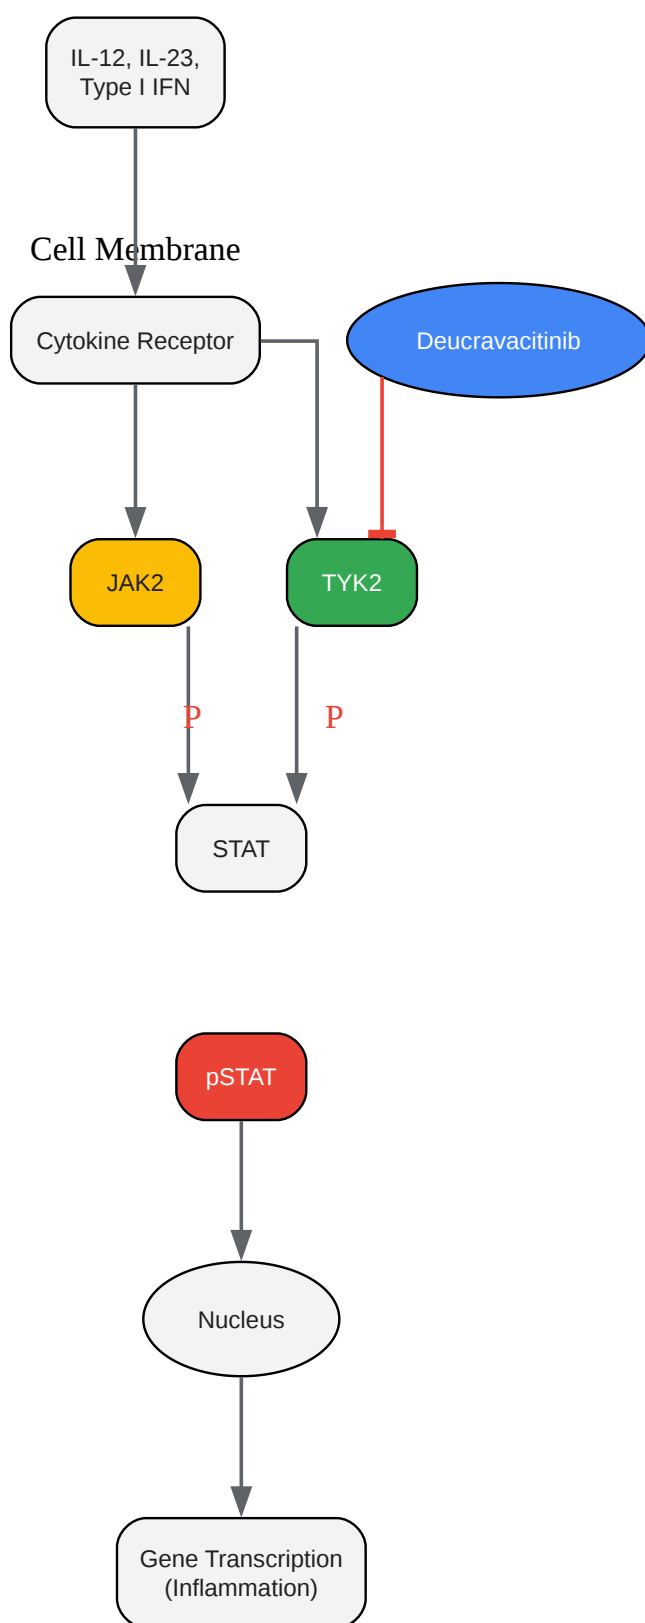 IL-12, IL-23,
Type I IFN
Cell Membrane
Cytokine Receptor
Deucravacitinib
JAK2
TYK2
P
P
STAT
pSTAT
Nucleus
Gene Transcription
(Inflammation)